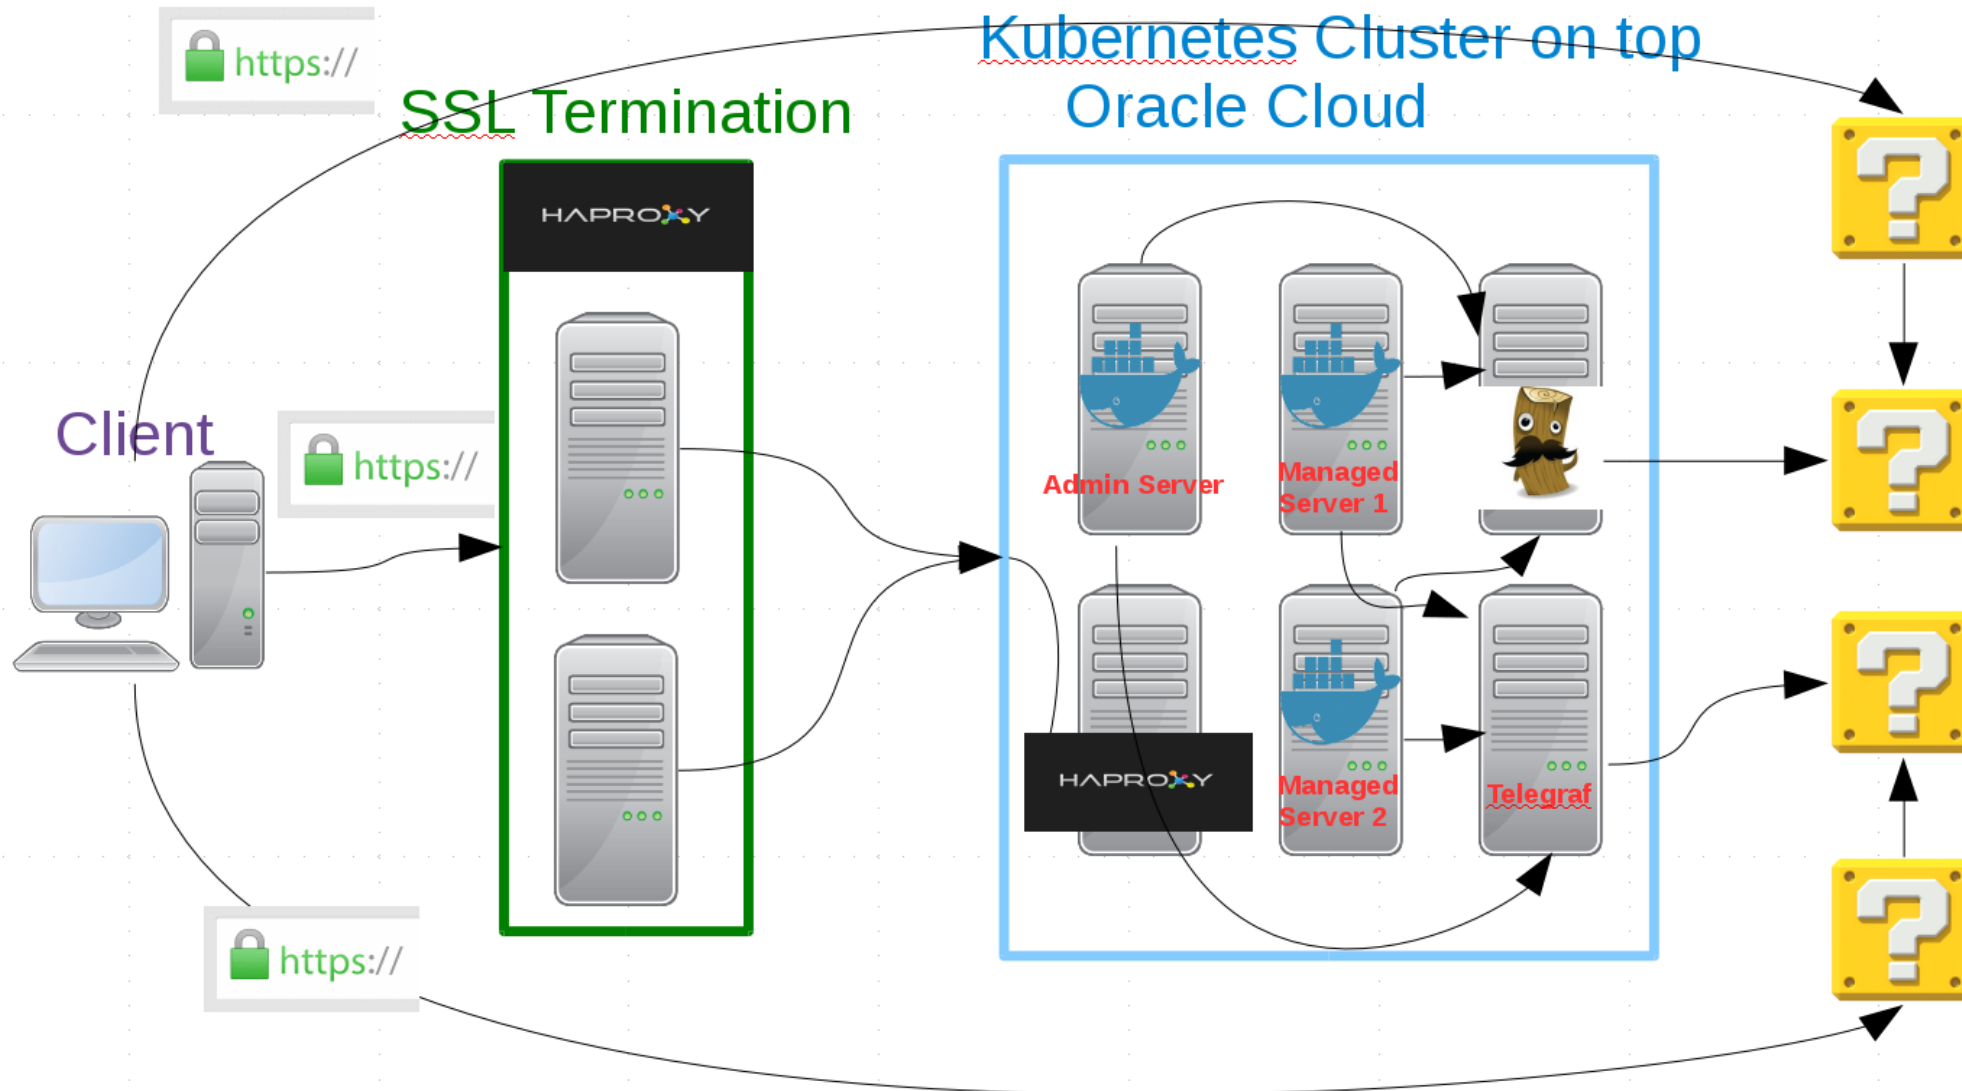 https://
Kubernetes Cluster on top
Oracle Cloud
SSL Termination
HAPROXY
Client
https://
Admin Server
Managed
Server 1
HAPROXY
Managed
Server 2
Telegraf
https://